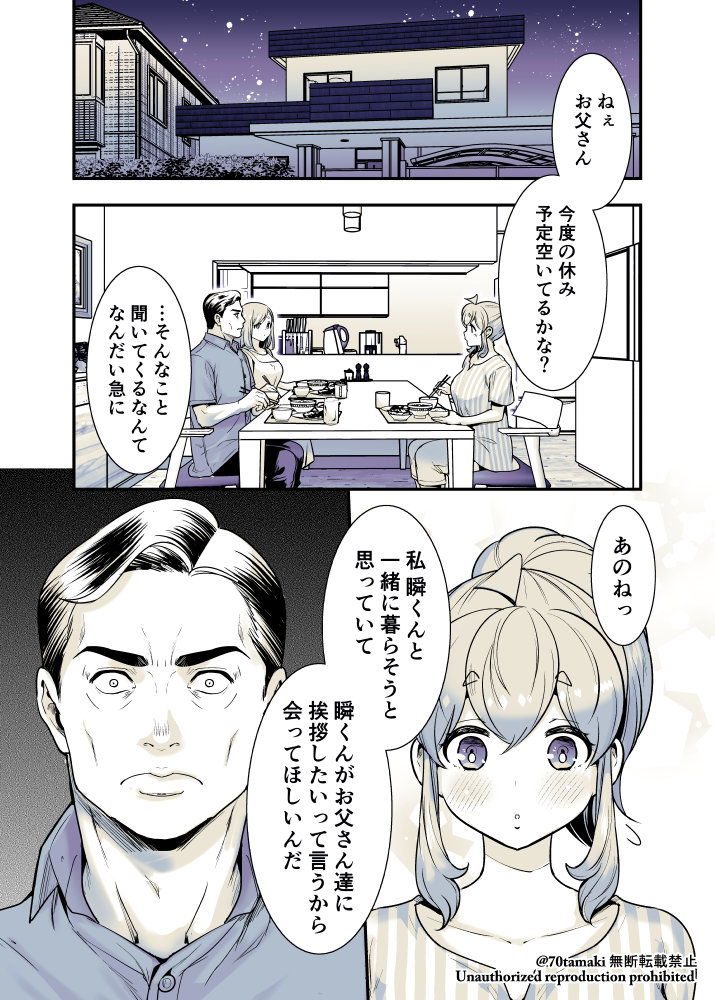 ねぇ
お父さん
今度の休み
予定空いてるかな？
…そんなこと
聞いてくるなんて
なんだい急に
あのねっ
私 瞬くんと
一緒に暮らそうと
思っていて
瞬くんがお父さん達に
挨拶したいって言うから
会ってほしいんだ
@70tamaki 無断転載禁止
Unauthorized reproduction prohibited